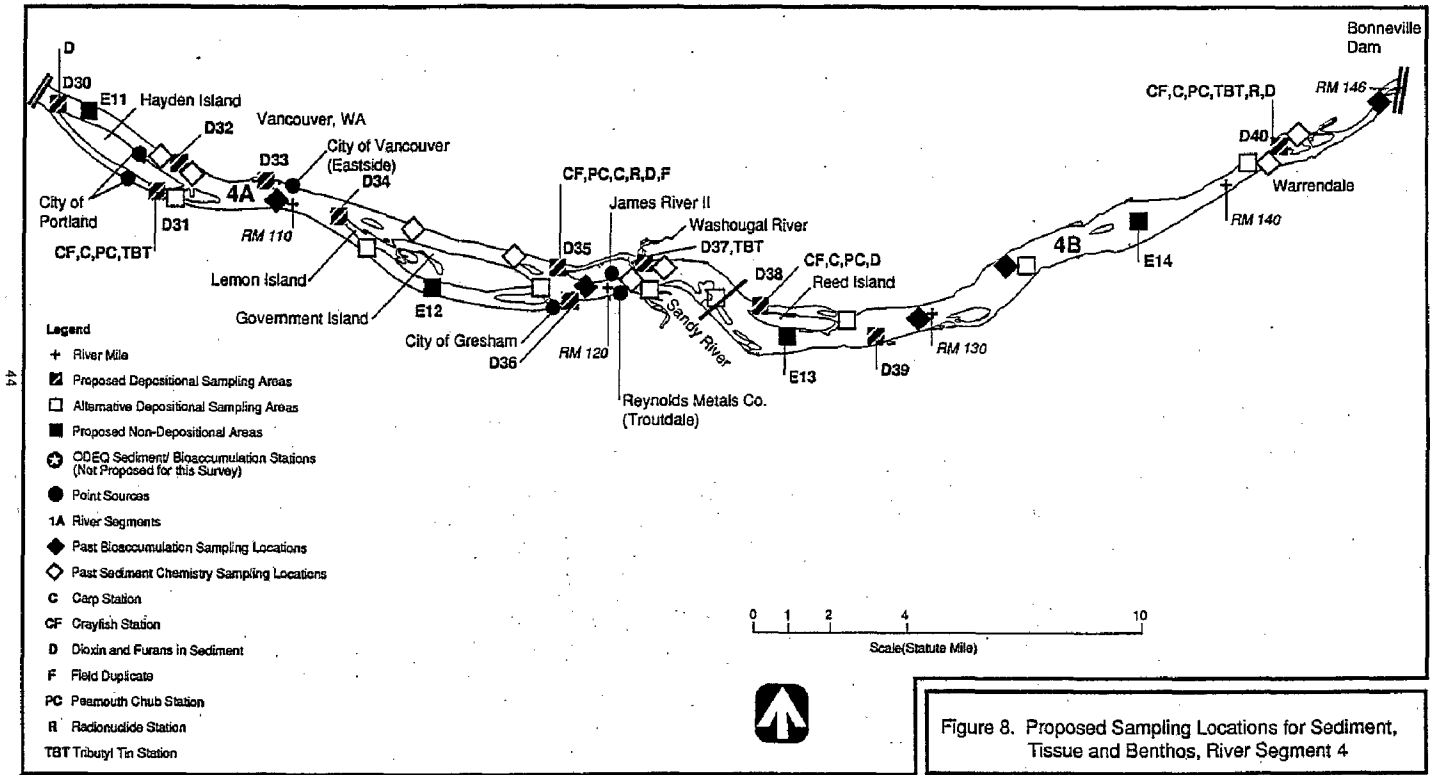 Bonneville
Dam
D
D30
E11
Hayden Island
D32
Vancouver, WA
City of Vancouver
(Eastside)
D33
D34
CF,C,PC,TBT,R,D
RM 146
D40
4A
City of
Portland
D31
RM 110
CF,C,PC,TBT
Lemon Island
Government Island
E12
CF,PC,C,R,D,F
James River II
Washougal River
D37,TBT
D35
D38
CF,C,PC,D
Reed Island
Warrendale
RM 140
4B
E14
City of Gresham
D36
RM 120
Sandy River
E13
D39
RM 130
Reynolds Metals Co.
(Troutdale)
44
Legend
River Mile
Proposed Depositional Sampling Areas
Alternative Depositional Sampling Areas
Proposed Non-Depositional Areas
ODEQ Sediment/ Bioaccumulation Stations
(Not Proposed for this Survey)
Point Sources
1A River Segments
Past Bioaccumulation Sampling Locations
Past Sediment Chemistry Sampling Locations
C Carp Station
CF Crayfish Station
D Dioxin and Furans in Sediment
F Field Duplicate
PC Peamouth Chub Station
R Radionuclide Station
TBT Tributyl Tin Station
0 1 2 4 10
Scale(Statute Mile)
Figure 8. Proposed Sampling Locations for Sediment,
Tissue and Benthos, River Segment 4